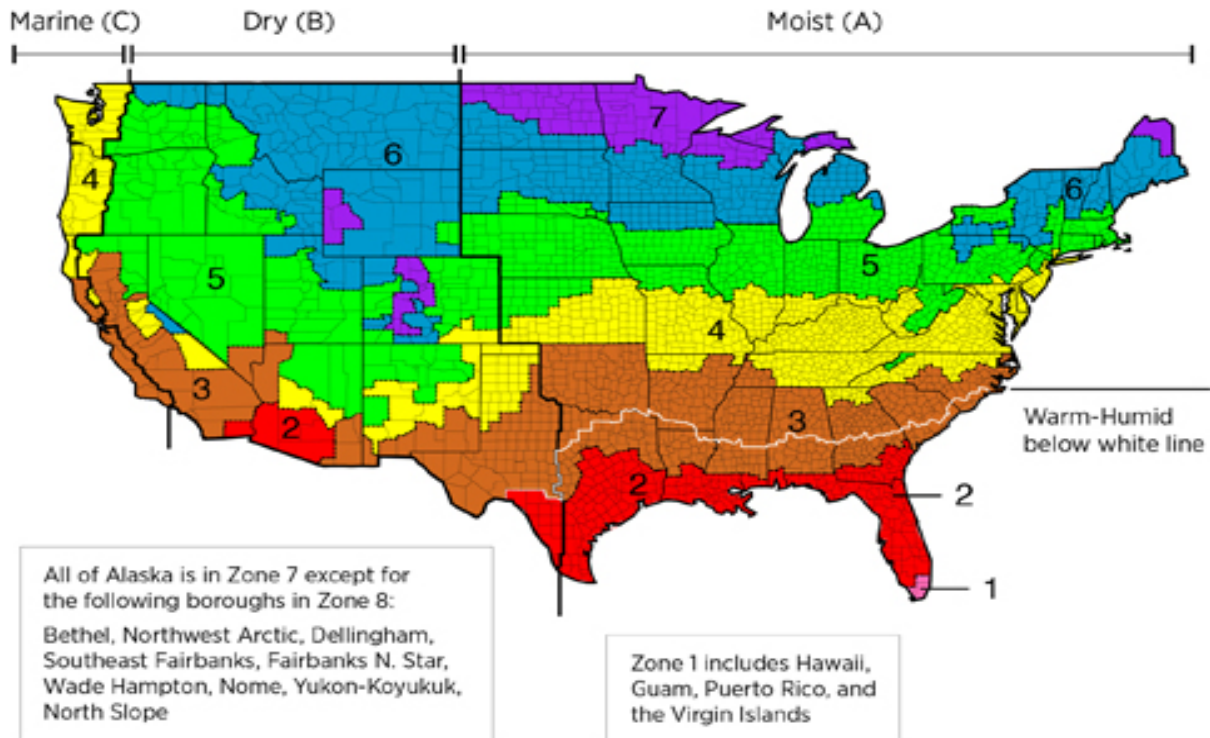 Marine (C)
Dry (B)
Moist (A)
7
6
4
6
5
5
4
3
3
2
2
Warm-Humid
below white line
2
1
All of Alaska is in Zone 7 except for
the following boroughs in Zone 8:
Bethel, Northwest Arctic, Dellingham,
Southeast Fairbanks, Fairbanks N. Star,
Wade Hampton, Nome, Yukon-Koyukuk,
North Slope
Zone 1 includes Hawaii,
Guam, Puerto Rico, and
the Virgin Islands